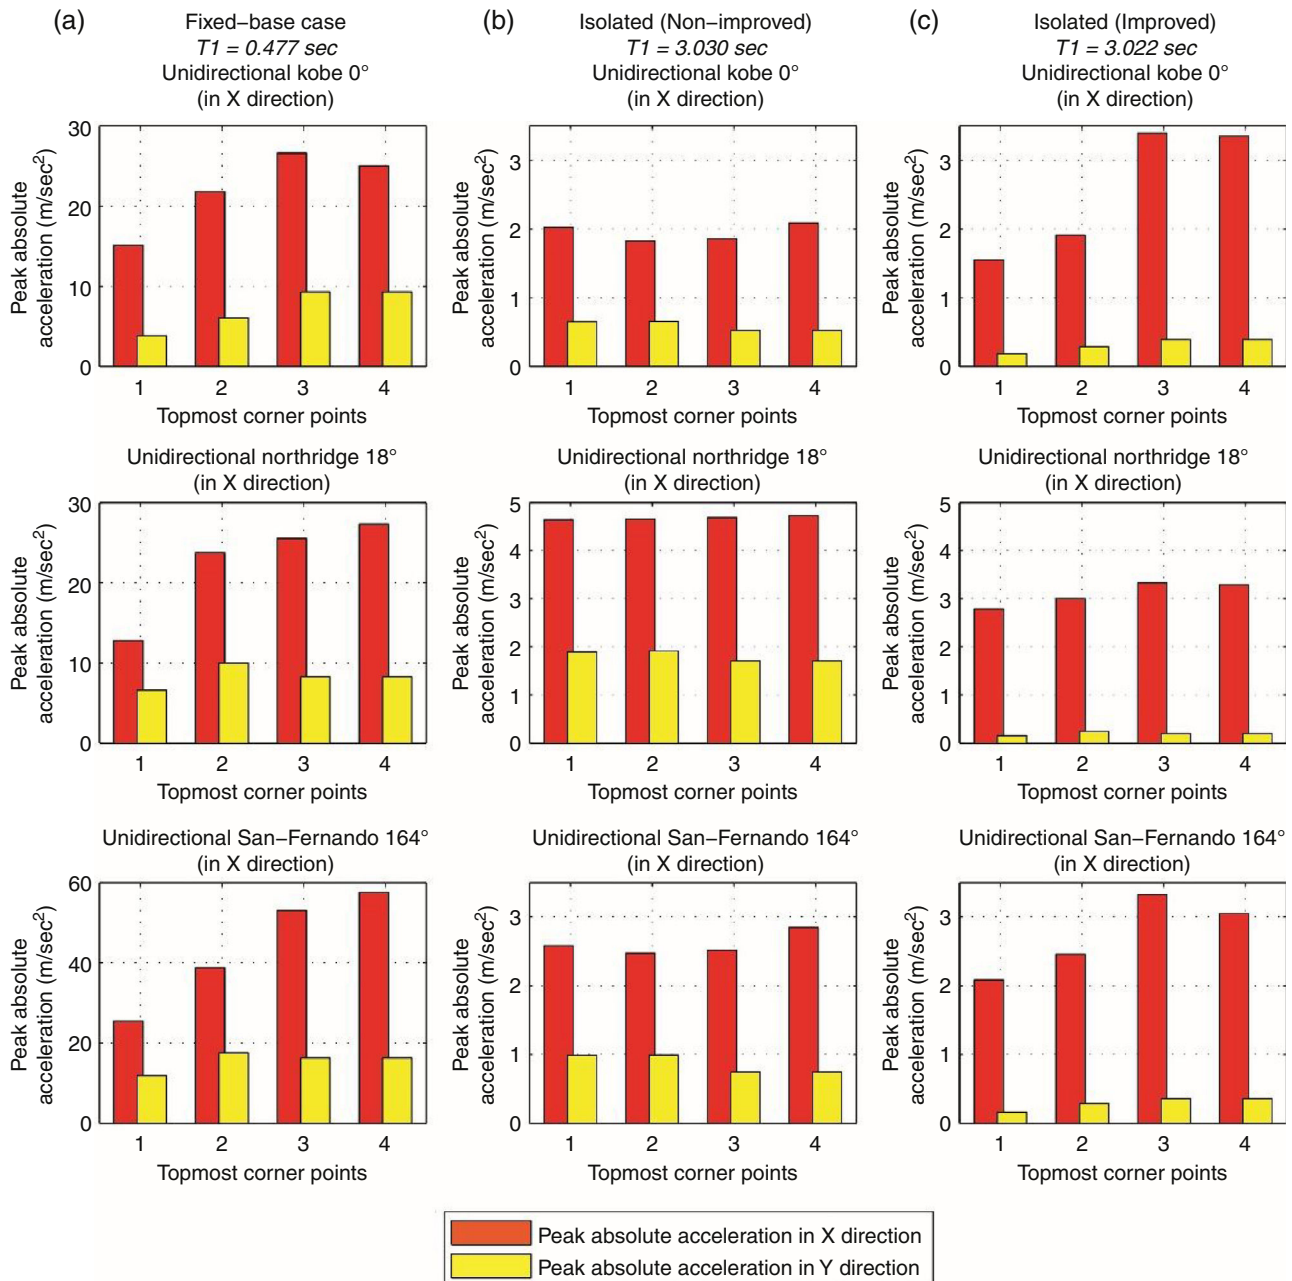 (a)
Fixed−base case
T1 = 0.477 sec
Unidirectional kobe 0°
(in X direction)
Peak absolute
acceleration (m/sec²)
30
20
10
0
1 2 3 4
Topmost corner points
(b)
Isolated (Non−improved)
T1 = 3.030 sec
Unidirectional kobe 0°
(in X direction)
Peak absolute
acceleration (m/sec²)
3
2
1
0
1 2 3 4
Topmost corner points
(c)
Isolated (Improved)
T1 = 3.022 sec
Unidirectional kobe 0°
(in X direction)
Peak absolute
acceleration (m/sec²)
3
2
1
0
1 2 3 4
Topmost corner points
Unidirectional northridge 18°
(in X direction)
Peak absolute
acceleration (m/sec²)
30
20
10
0
1 2 3 4
Topmost corner points
Unidirectional northridge 18°
(in X direction)
Peak absolute
acceleration (m/sec²)
5
4
3
2
1
0
1 2 3 4
Topmost corner points
Unidirectional northridge 18°
(in X direction)
Peak absolute
acceleration (m/sec²)
5
4
3
2
1
0
1 2 3 4
Topmost corner points
Unidirectional San−Fernando 164°
(in X direction)
Peak absolute
acceleration (m/sec²)
60
40
20
0
1 2 3 4
Topmost corner points
Unidirectional San−Fernando 164°
(in X direction)
Peak absolute
acceleration (m/sec²)
3
2
1
0
1 2 3 4
Topmost corner points
Unidirectional San−Fernando 164°
(in X direction)
Peak absolute
acceleration (m/sec²)
3
2
1
0
1 2 3 4
Topmost corner points
Peak absolute acceleration in X direction
Peak absolute acceleration in Y direction